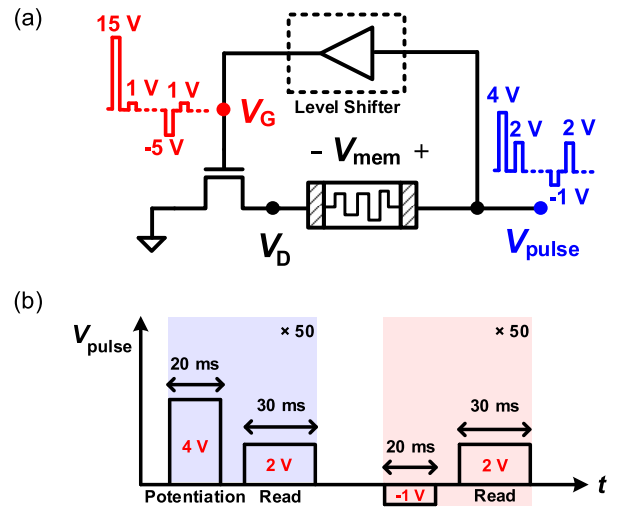 (a)
15 V
1 V
1 V
-5 V
V_G
Level Shifter
- V_mem +
V_D
4 V
2 V
2 V
-1 V
V_pulse
(b)
V_pulse
× 50
× 50
20 ms
30 ms
30 ms
20 ms
4 V
2 V
-1 V
2 V
t
Potentiation
Read
Read